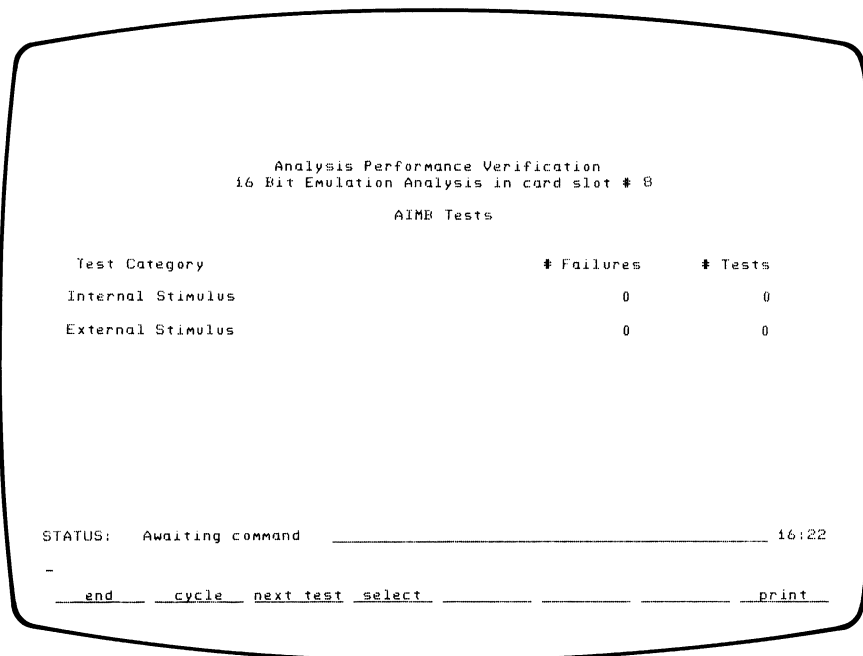 Analysis Performance Verification
16 Bit Emulation Analysis in card slot # 8
AIMB Tests
Test Category # Failures # Tests
Internal Stimulus 0 0
External Stimulus 0 0
STATUS: Awaiting command 16:22
end cycle next test select print